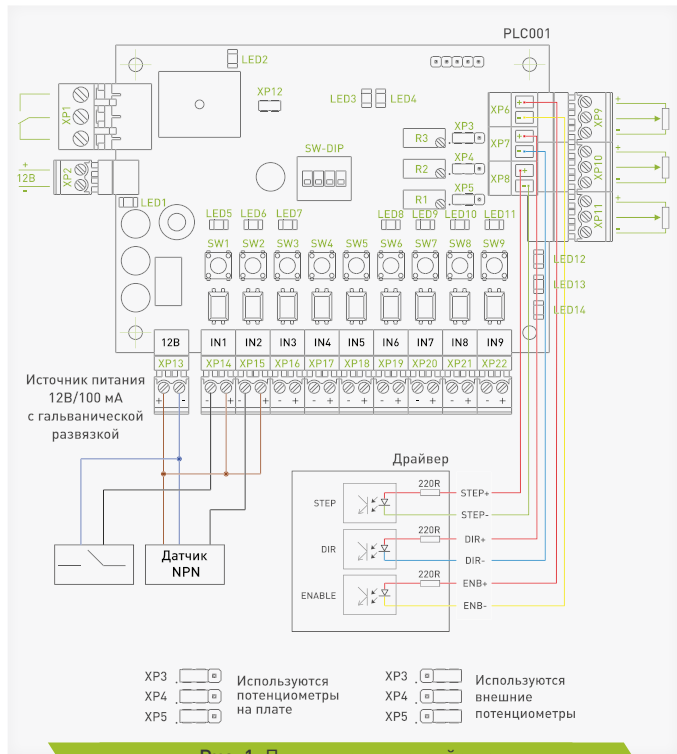 PLC001
LED2
XP12
LED3 LED4
XP1
XP6
XP9
+
-
XP3
R3
XP7
SW-DIP
XP4
R2
XP10
+
-
XP8
+
12В
-
XP2
XP5
R1
XP11
+
-
LED1
LED5 LED6 LED7 LED8 LED9 LED10 LED11
SW1 SW2 SW3 SW4 SW5 SW6 SW7 SW8 SW9
LED12
LED13
LED14
12В IN1 IN2 IN3 IN4 IN5 IN6 IN7 IN8 IN9
XP13 XP14 XP15 XP16 XP17 XP18 XP19 XP20 XP21 XP22
+ - - + - + - + - + - + - + - + - + - +
Источник питания
12В/100 мА
с гальванической
развязкой
Драйвер
220R
STEP+
STEP
STEP-
220R
DIR+
DIR
DIR-
220R
ENB+
ENABLE
ENB-
Датчик
NPN
XP3
XP4
XP5
Используются
потенциометры
на плате
XP3
XP4
XP5
Используются
внешние
потенциометры